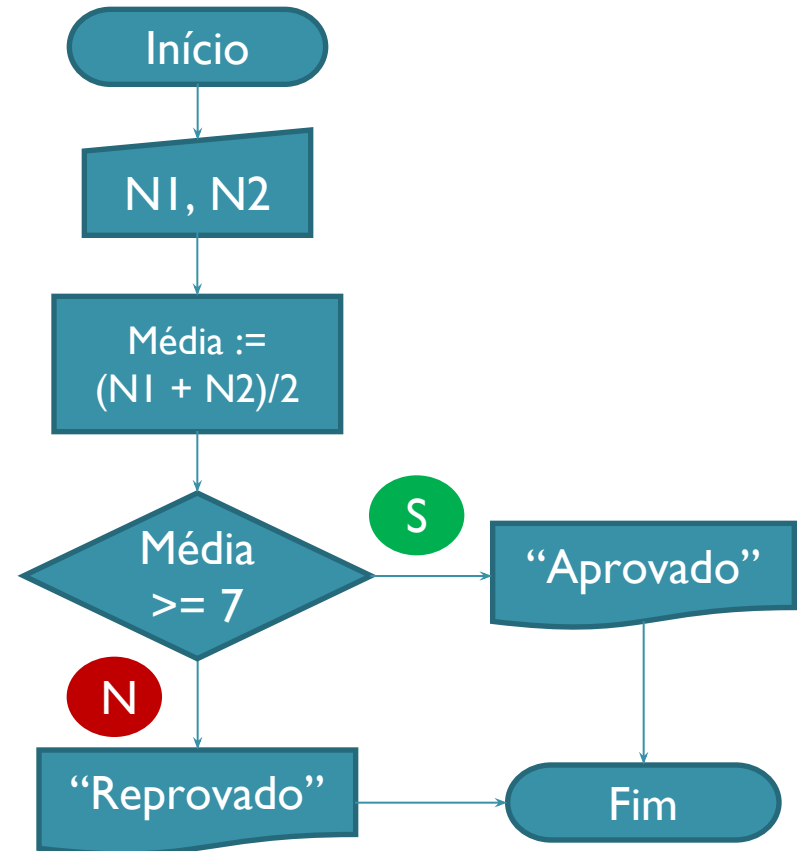 Início
N1, N2
Média :=
(N1 + N2)/2
Média
>= 7
S
“Aprovado”
N
“Reprovado”
Fim